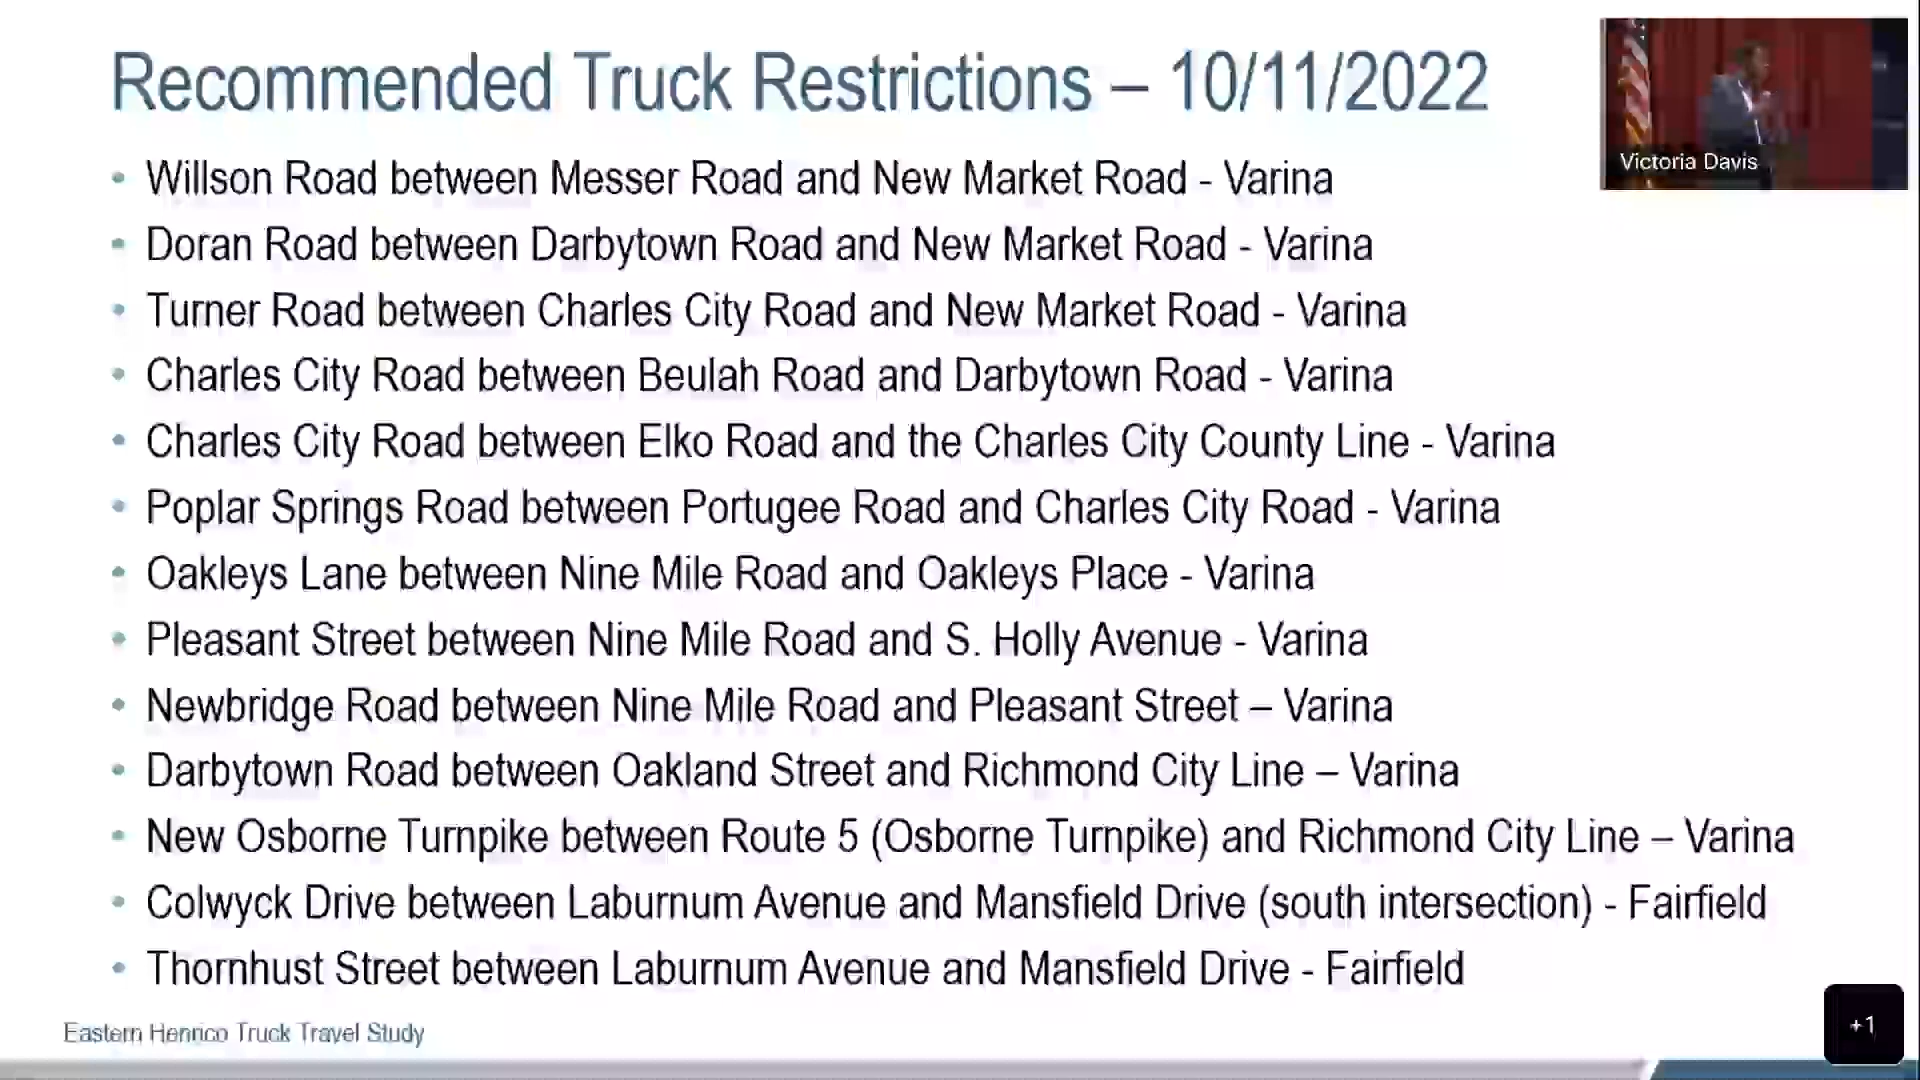 Recommended Truck Restrictions – 10/11/2022
Victoria Davis
• Willson Road between Messer Road and New Market Road - Varina
• Doran Road between Darbytown Road and New Market Road - Varina
• Turner Road between Charles City Road and New Market Road - Varina
• Charles City Road between Beulah Road and Darbytown Road - Varina
• Charles City Road between Elko Road and the Charles City County Line - Varina
• Poplar Springs Road between Portugee Road and Charles City Road - Varina
• Oakleys Lane between Nine Mile Road and Oakleys Place - Varina
• Pleasant Street between Nine Mile Road and S. Holly Avenue - Varina
• Newbridge Road between Nine Mile Road and Pleasant Street – Varina
• Darbytown Road between Oakland Street and Richmond City Line – Varina
• New Osborne Turnpike between Route 5 (Osborne Turnpike) and Richmond City Line – Varina
• Colwyck Drive between Laburnum Avenue and Mansfield Drive (south intersection) - Fairfield
• Thornhust Street between Laburnum Avenue and Mansfield Drive - Fairfield
Eastern Henrico Truck Travel Study
+1